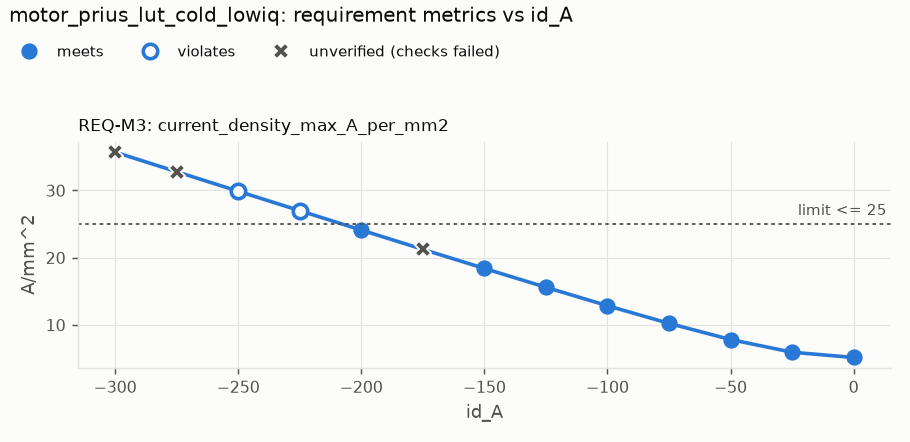 motor_prius_lut_cold_lowiq: requirement metrics vs id_A
meets violates unverified (checks failed)
REQ-M3: current_density_max_A_per_mm2
A/mm^2
30
20
10
limit <= 25
−300 −250 −200 −150 −100 −50 0
id_A